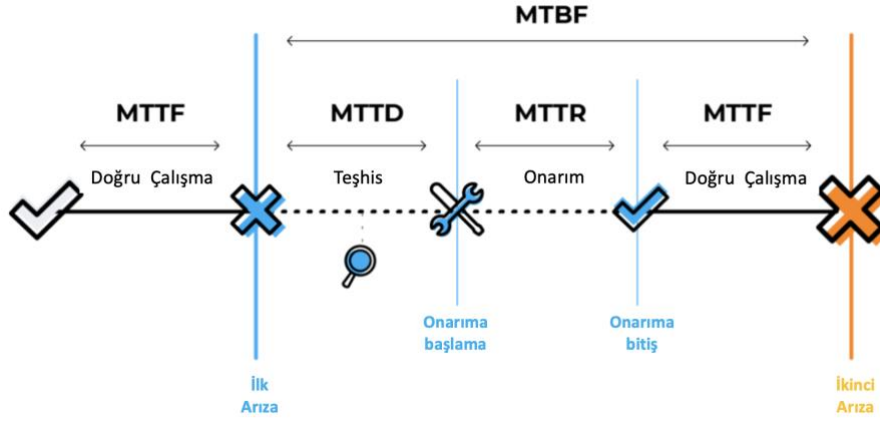 MTBF
MTTF
MTTD
MTTR
MTTF
Doğru Çalışma
Teşhis
Onarım
Doğru Çalışma
Onarıma
başlama
Onarıma
bitiş
İlk
Arıza
İkinci
Arıza